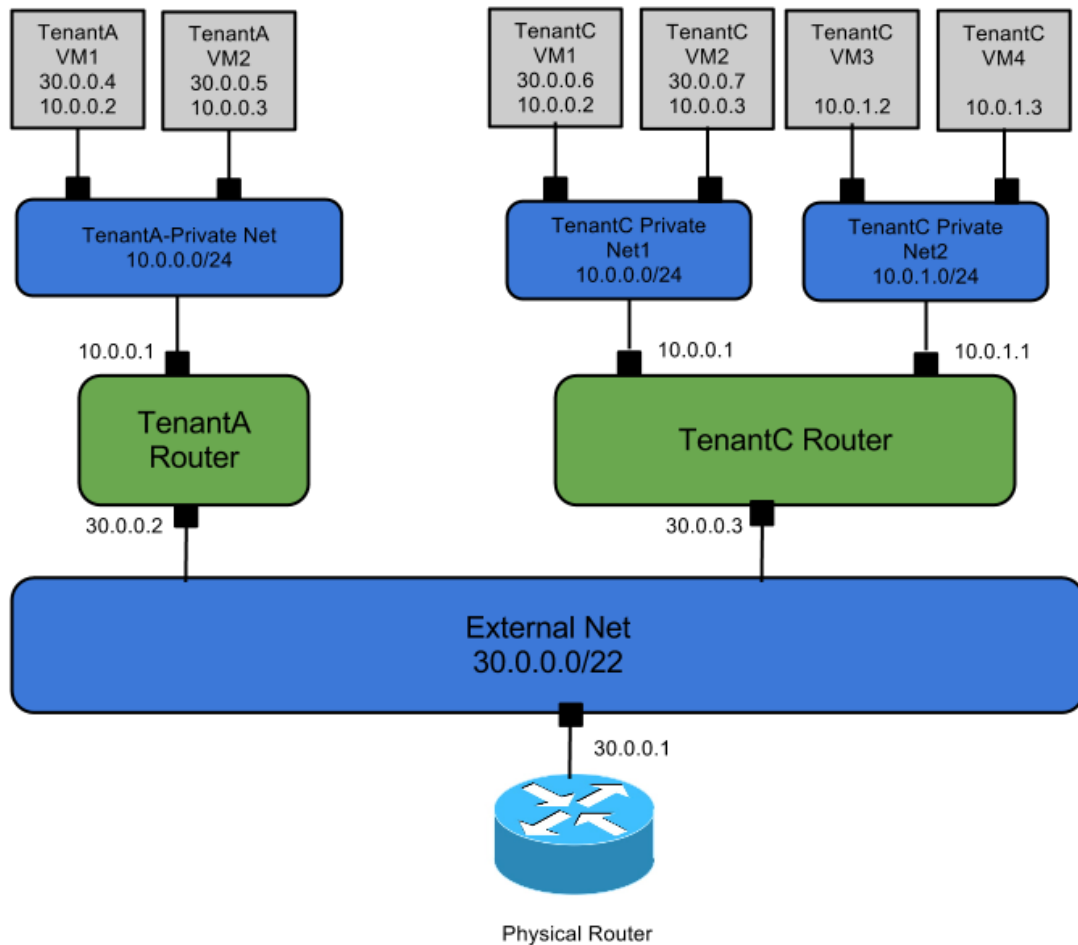 TenantA
VM1
30.0.0.4
10.0.0.2
TenantA
VM2
30.0.0.5
10.0.0.3
TenantC
VM1
30.0.0.6
10.0.0.2
TenantC
VM2
30.0.0.7
10.0.0.3
TenantC
VM3
10.0.1.2
TenantC
VM4
10.0.1.3
TenantA-Private Net
10.0.0.0/24
TenantC Private
Net1
10.0.0.0/24
TenantC Private
Net2
10.0.1.0/24
10.0.0.1
10.0.0.1
10.0.1.1
TenantA
Router
TenantC Router
30.0.0.2
30.0.0.3
External Net
30.0.0.0/22
30.0.0.1
Physical Router